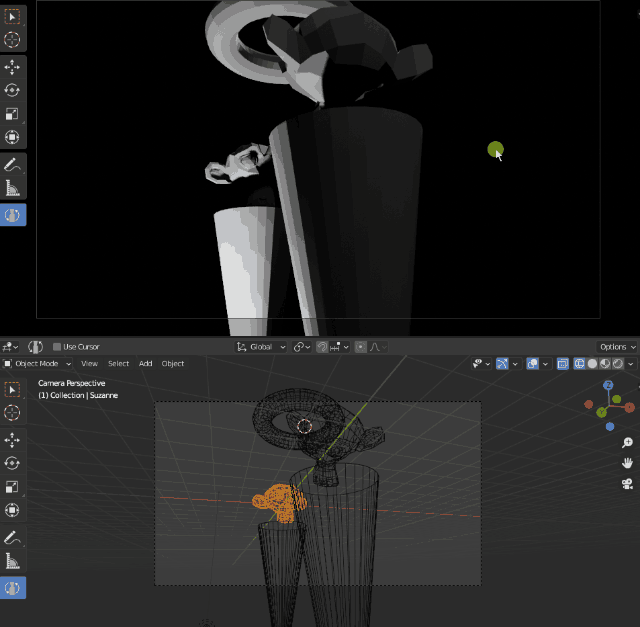 Use Cursor
Global
Options
Object Mode
View
Select
Add
Object
Camera Perspective
(1) Collection | Suzanne
Z
X
Y